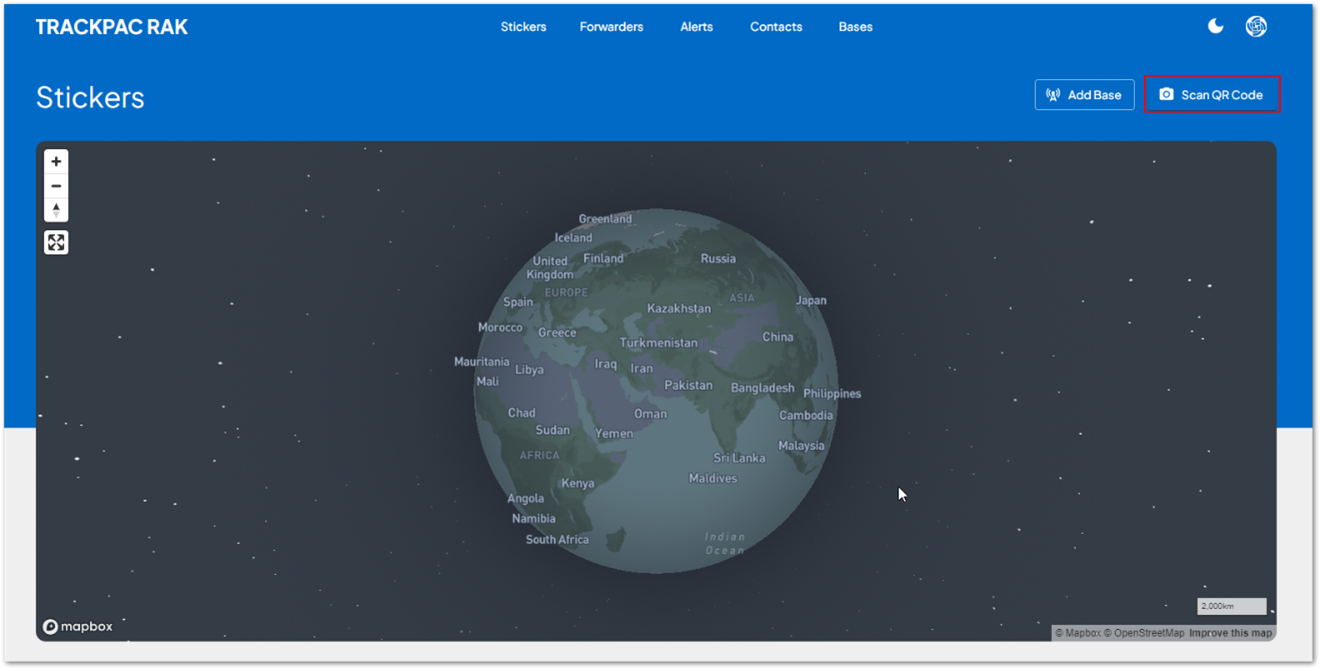 TRACKPAC RAK
Stickers Forwarders Alerts Contacts Bases
Stickers
Add Base
Scan QR Code
Greenland
Iceland
United Kingdom
Finland
Russia
EUROPE
Spain
Kazakhstan
ASIA
Japan
Morocco
Greece
Turkmenistan
China
Mauritania
Libya
Iraq
Iran
Mali
Pakistan
Bangladesh
Philippines
Chad
Oman
Cambodia
Sudan
Yemen
Malaysia
AFRICA
Sri Lanka
Kenya
Maldives
Angola
Namibia
South Africa
Indian
Ocean
2,000km
mapbox
© Mapbox © OpenStreetMap Improve this map